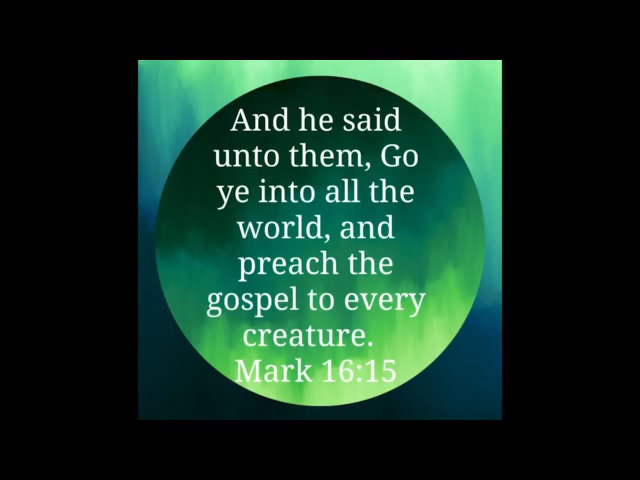 And he said
unto them, Go
ye into all the
world, and
preach the
gospel to every
creature.
Mark 16:15